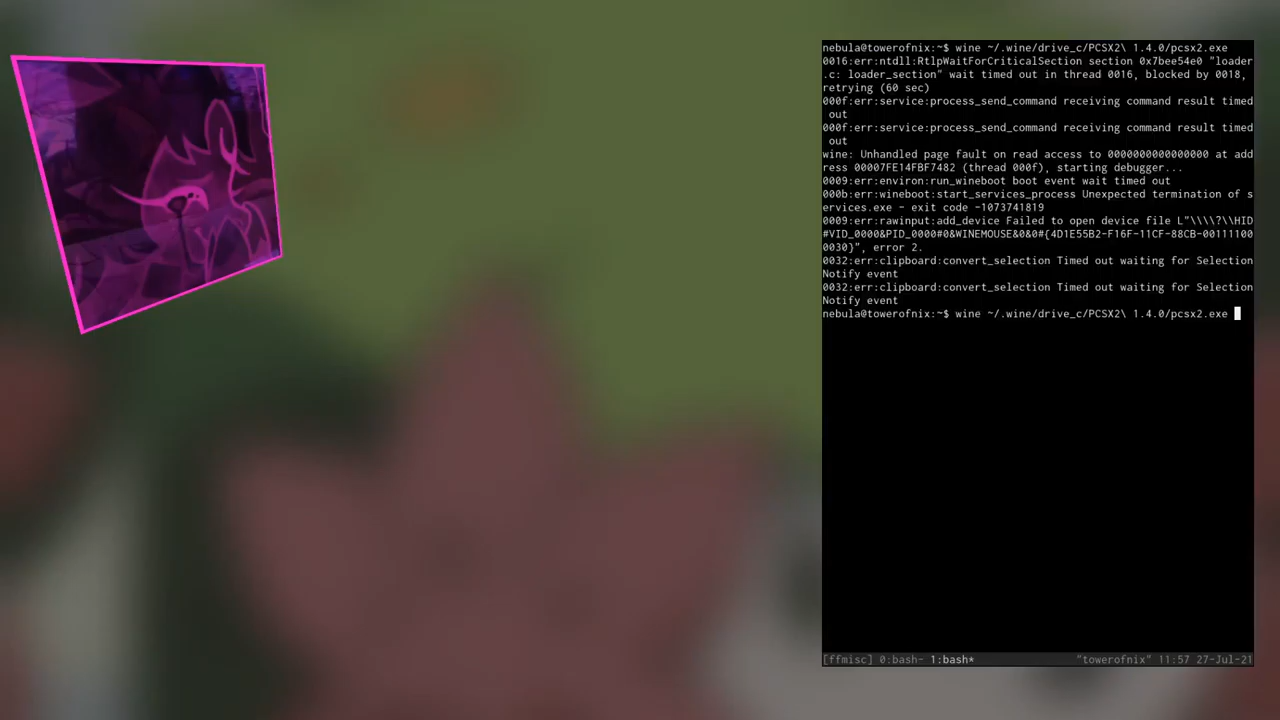 nebula@towerofnix:~$ wine ~/.wine/drive_c/PCSX2\ 1.4.0/pcsx2.exe
0016:err:ntdll:RtlpWaitForCriticalSection section 0x7bee54e0 "loader
.c: loader_section" wait timed out in thread 0016, blocked by 0018,
retrying (60 sec)
000f:err:service:process_send_command receiving command result timed
 out
000f:err:service:process_send_command receiving command result timed
 out
wine: Unhandled page fault on read access to 0000000000000000 at add
ress 00007FE14FBF7482 (thread 000f), starting debugger...
0009:err:environ:run_wineboot boot event wait timed out
000b:err:wineboot:start_services_process Unexpected termination of s
ervices.exe - exit code -1073741819
0009:err:rawinput:add_device Failed to open device file L"\\\\?\\HID
#VID_0000&PID_0000#0&WINEMOUSE&0&0#{4D1E55B2-F16F-11CF-88CB-00111100
0030}", error 2.
0032:err:clipboard:convert_selection Timed out waiting for Selection
Notify event
0032:err:clipboard:convert_selection Timed out waiting for Selection
Notify event
nebula@towerofnix:~$ wine ~/.wine/drive_c/PCSX2\ 1.4.0/pcsx2.exe
[ffmisc] 0:bash- 1:bash* "towerofnix" 11:57 27-Jul-21